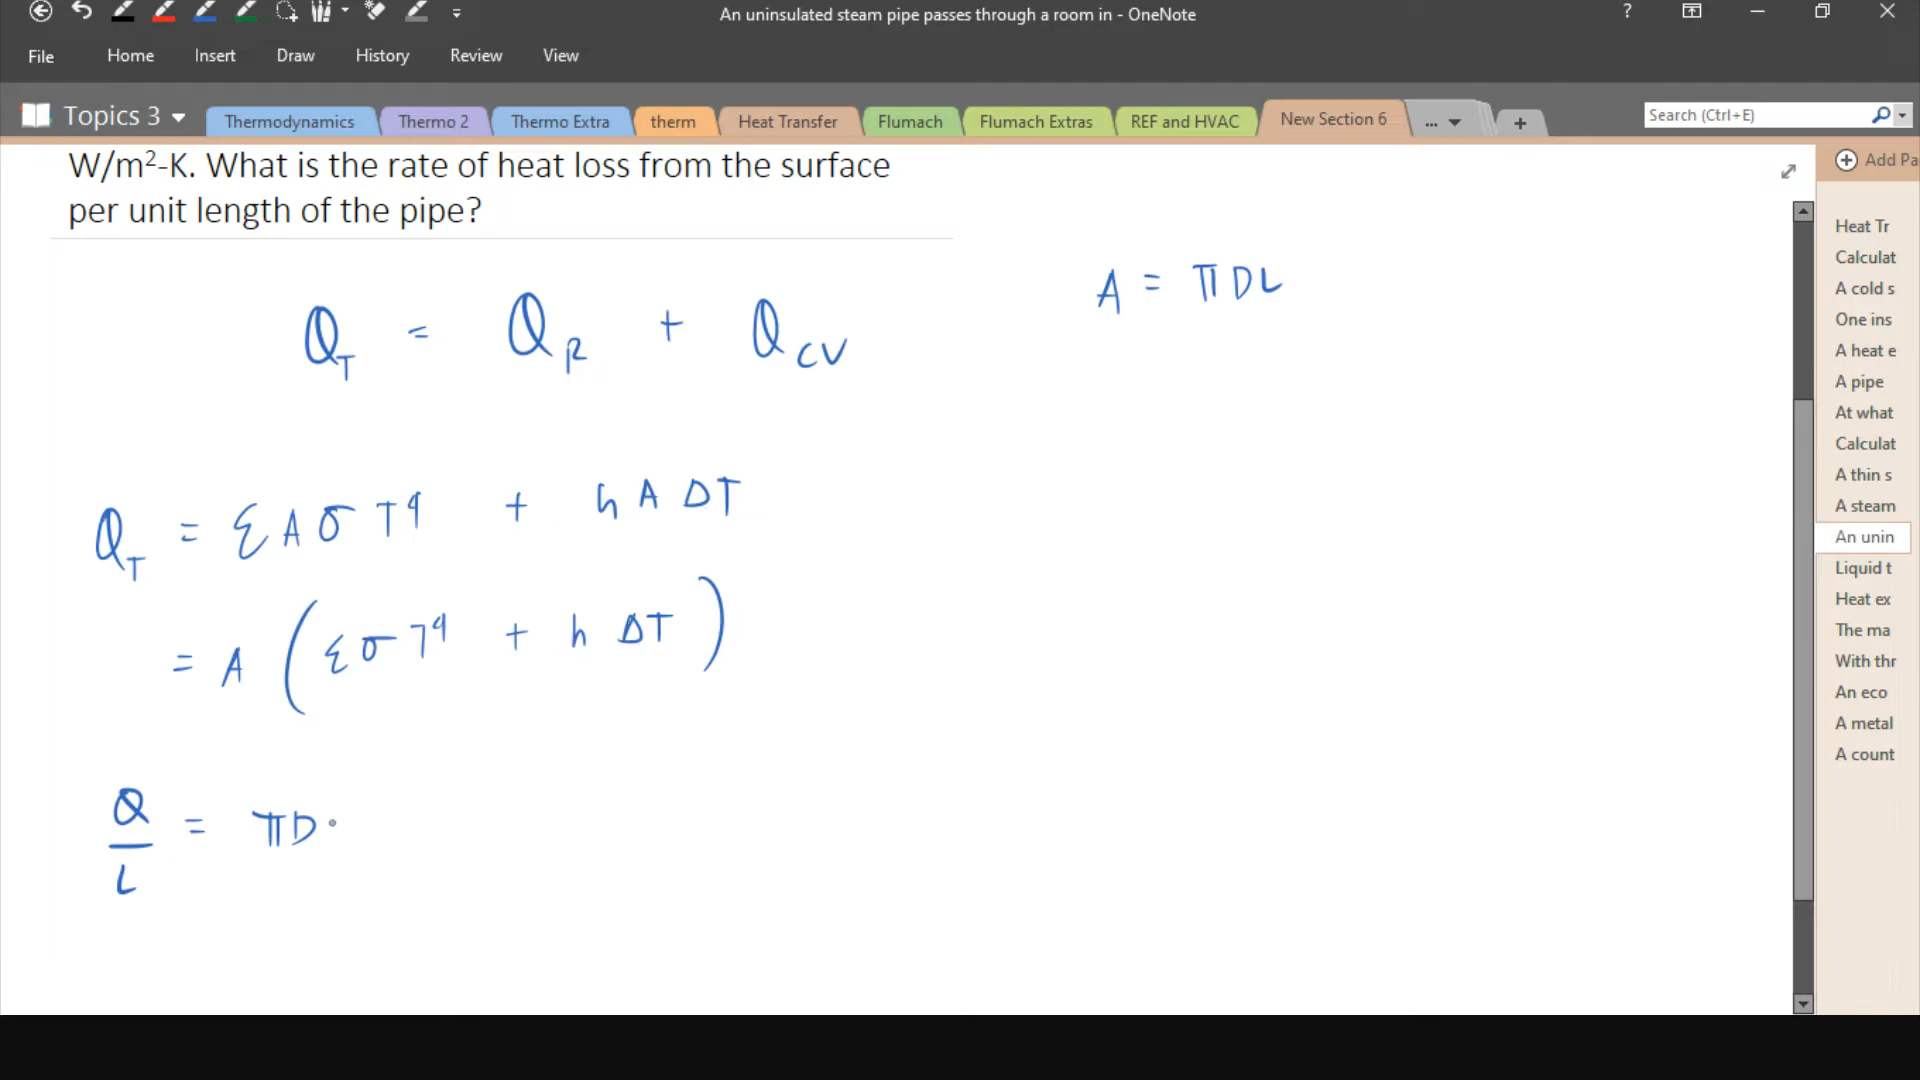 An uninsulated steam pipe passes through a room in - OneNote
?
File Home Insert Draw History Review View
Topics 3 Thermodynamics Thermo 2 Thermo Extra therm Heat Transfer Flumach Flumach Extras REF and HVAC New Section 6 ... + Search (Ctrl+E)
Add Pa
W/m²-K. What is the rate of heat loss from the surface
per unit length of the pipe?
Q_T = Q_R + Q_CV
A = πDL
Q_T = εAσT⁴ + hAΔT
= A (εσT⁴ + hΔT)
Q/L = πD
Heat Tr
Calculat
A cold s
One ins
A heat e
A pipe
At what
Calculat
A thin s
A steam
An unin
Liquid t
Heat ex
The ma
With thr
An eco
A metal
A count